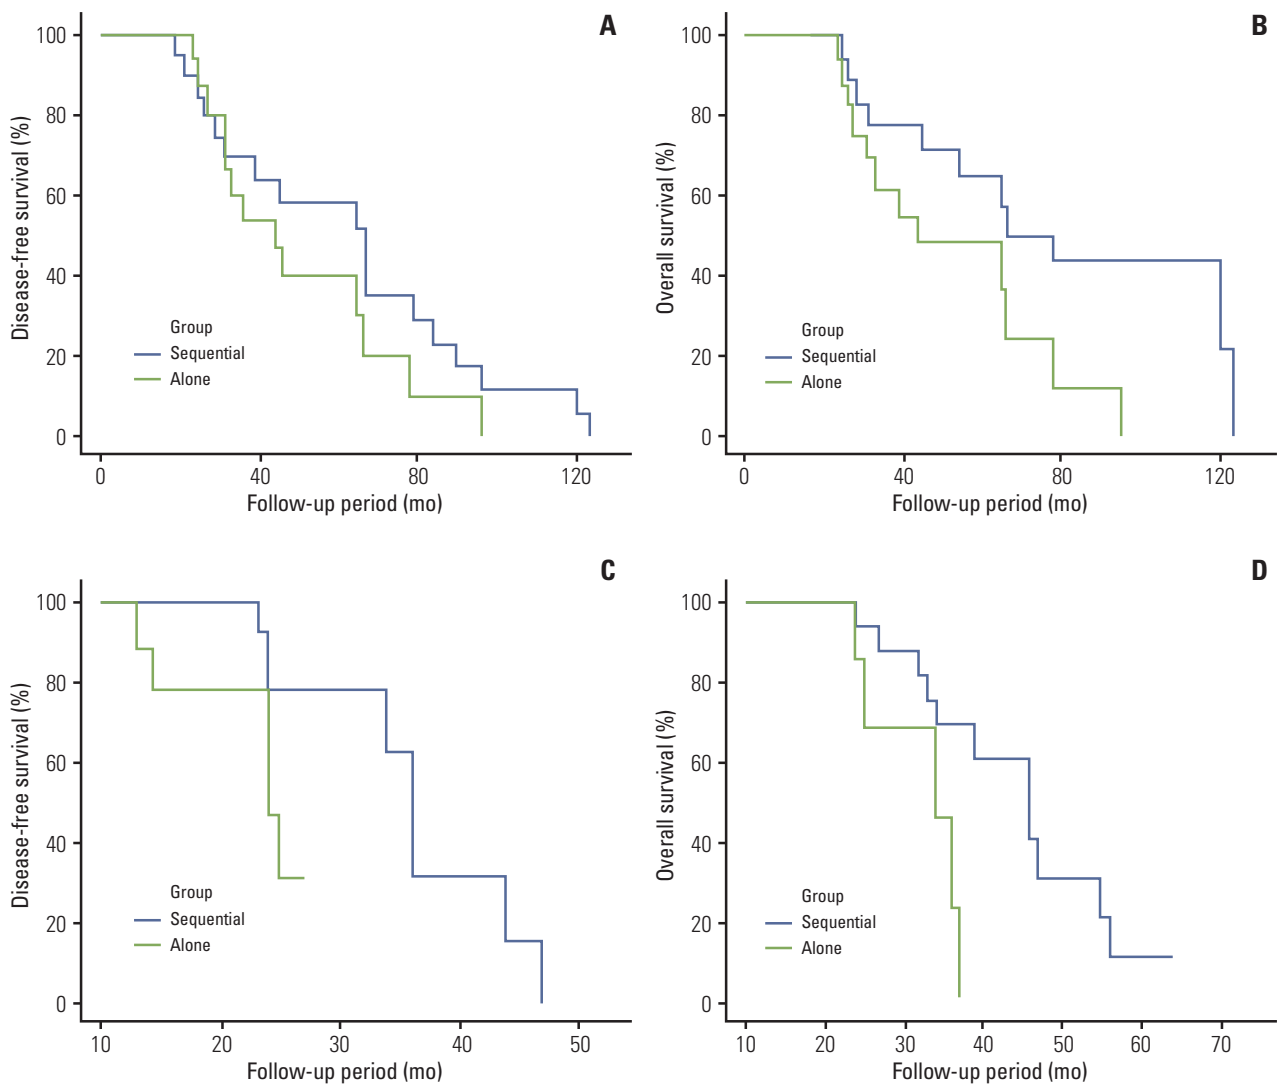 A
100
80
60
40
20
0
Disease-free survival (%)
Group
Sequential
Alone
0 40 80 120
Follow-up period (mo)
B
100
80
60
40
20
0
Overall survival (%)
Group
Sequential
Alone
0 40 80 120
Follow-up period (mo)
C
100
80
60
40
20
0
Disease-free survival (%)
Group
Sequential
Alone
10 20 30 40 50
Follow-up period (mo)
D
100
80
60
40
20
0
Overall survival (%)
Group
Sequential
Alone
10 20 30 40 50 60 70
Follow-up period (mo)